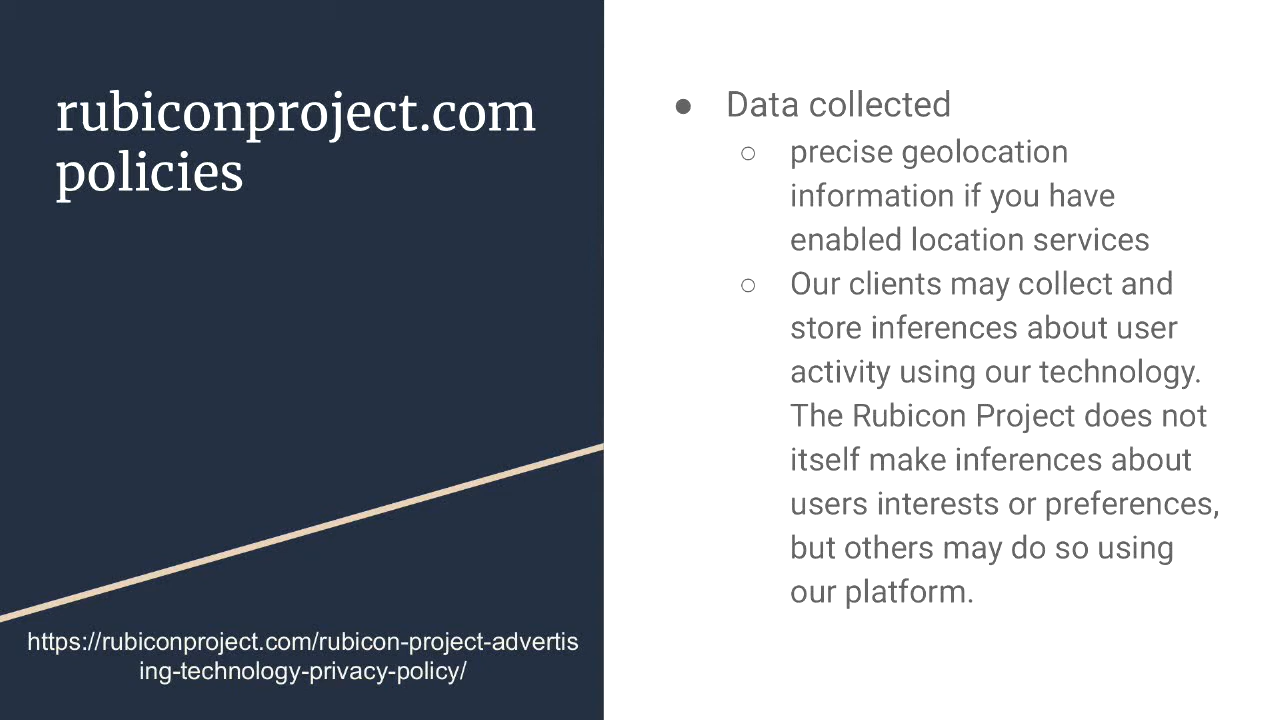 rubiconproject.com
policies
https://rubiconproject.com/rubicon-project-advertis
ing-technology-privacy-policy/
● Data collected
○ precise geolocation
information if you have
enabled location services
○ Our clients may collect and
store inferences about user
activity using our technology.
The Rubicon Project does not
itself make inferences about
users interests or preferences,
but others may do so using
our platform.